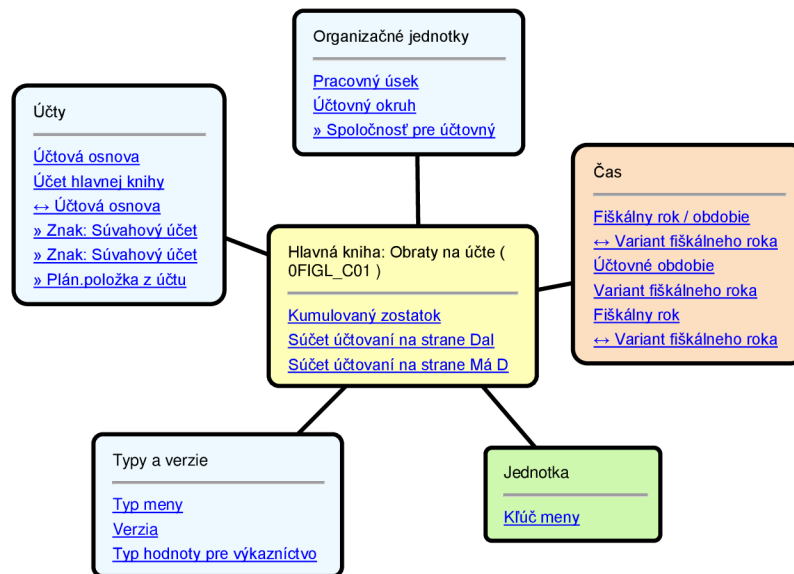 Organizačné jednotky
Pracovný úsek
Účtovný okruh
» Spoločnosť pre účtovný
Účty
Účtová osnova
Účet hlavnej knihy
↔ Účtová osnova
» Znak: Súvahový účet
» Znak: Súvahový účet
» Plán.položka z účtu
Čas
Fiškálny rok / obdobie
↔ Variant fiškálneho roka
Účtovné obdobie
Variant fiškálneho roka
Fiškálny rok
↔ Variant fiškálneho roka
Hlavná kniha: Obraty na účte (
0FIGL_C01 )
Kumulovaný zostatok
Súčet účtovaní na strane Dal
Súčet účtovaní na strane Má D
Typy a verzie
Typ meny
Verzia
Typ hodnoty pre výkazníctvo
Jednotka
Kľúč meny